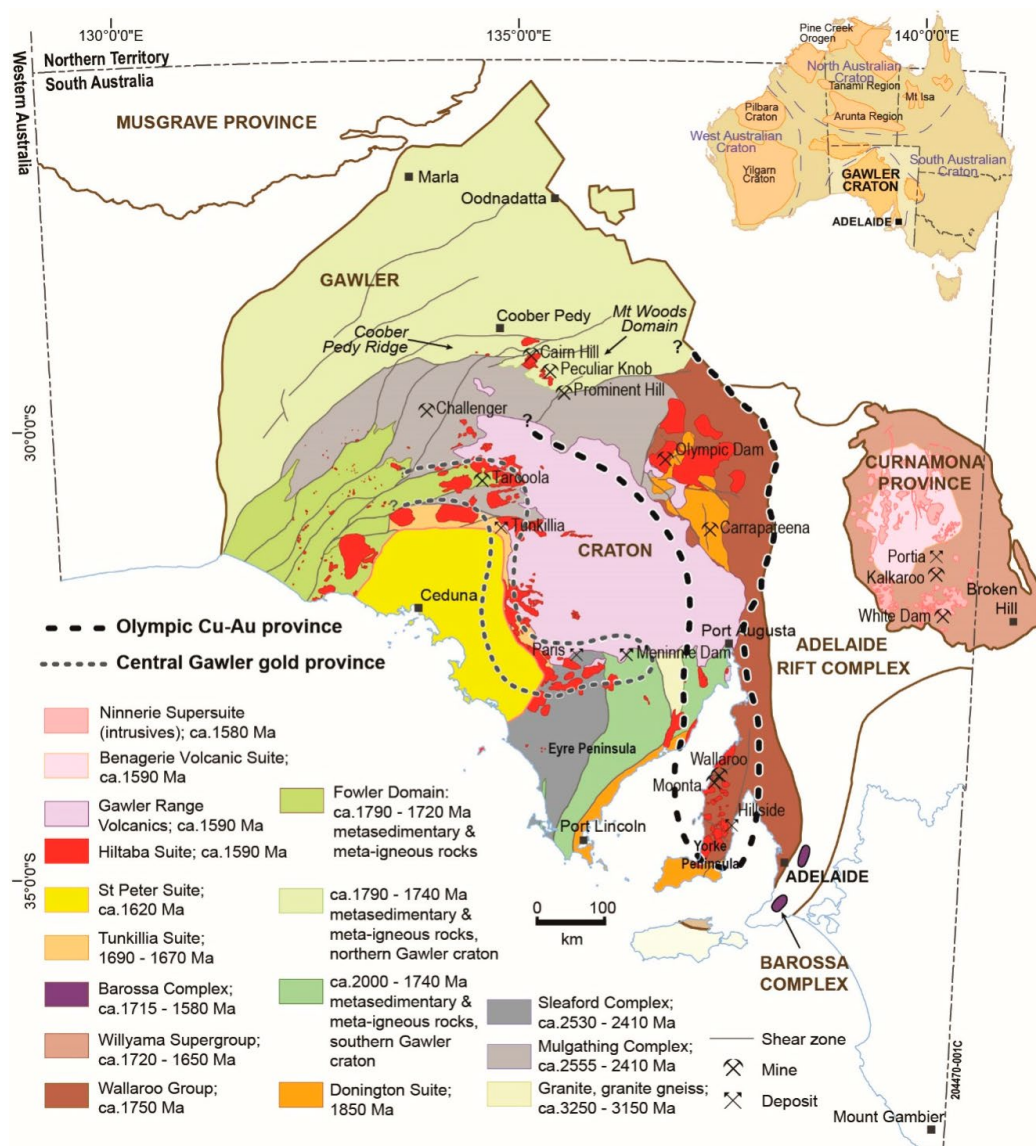 130°0'0"E
135°0'0"E
140°0'0"E
Western Australia
Northern Territory
South Australia
MUSGRAVE PROVINCE
Marla
Oodnadatta
GAWLER
Coober Pedy
Coober
Pedy Ridge
Mt Woods
Domain
Cairn Hill
Peculiar Knob
Prominent Hill
Challenger
?
?
?
30°0'0"S
Olympic Dam
Tarcoola
Tunkillia
CRATON
Carrapateena
Ceduna
Port Augusta
Paris
Menimnie Dam
CURNAMONA
PROVINCE
Portia
Kalkaroo
White Dam
Broken
Hill
ADELAIDE
RIFT COMPLEX
Eyre Peninsula
Wallaroo
Moonta
Hillside
Yorke
Peninsula
Port Lincoln
ADELAIDE
35°0'0"S
0 100
km
BAROSSA
COMPLEX
Mount Gambier
204470-001C
Pine Creek
Orogen
North Australian
Craton
Tanami Region
Mt Isa
Pilbara
Craton
Arunta Region
West Australian
Craton
South Australian
Craton
Yilgarn
Craton
GAWLER
CRATON
ADELAIDE
Olympic Cu-Au province
Central Gawler gold province
Ninnerie Supersuite
(intrusives); ca.1580 Ma
Benagerie Volcanic Suite;
ca.1590 Ma
Gawler Range
Volcanics; ca.1590 Ma
Hiltaba Suite; ca.1590 Ma
St Peter Suite;
ca.1620 Ma
Tunkillia Suite;
1690 - 1670 Ma
Barossa Complex;
ca.1715 - 1580 Ma
Willyama Supergroup;
ca.1720 - 1650 Ma
Wallaroo Group;
ca.1750 Ma
Fowler Domain:
ca.1790 - 1720 Ma
metasedimentary &
meta-igneous rocks
ca.1790 - 1740 Ma
metasedimentary &
meta-igneous rocks,
northern Gawler craton
ca.2000 - 1740 Ma
metasedimentary &
meta-igneous rocks,
southern Gawler
craton
Donington Suite;
1850 Ma
Sleaford Complex;
ca.2530 - 2410 Ma
Mulgathing Complex;
ca.2555 - 2410 Ma
Granite, granite gneiss;
ca.3250 - 3150 Ma
Shear zone
Mine
Deposit